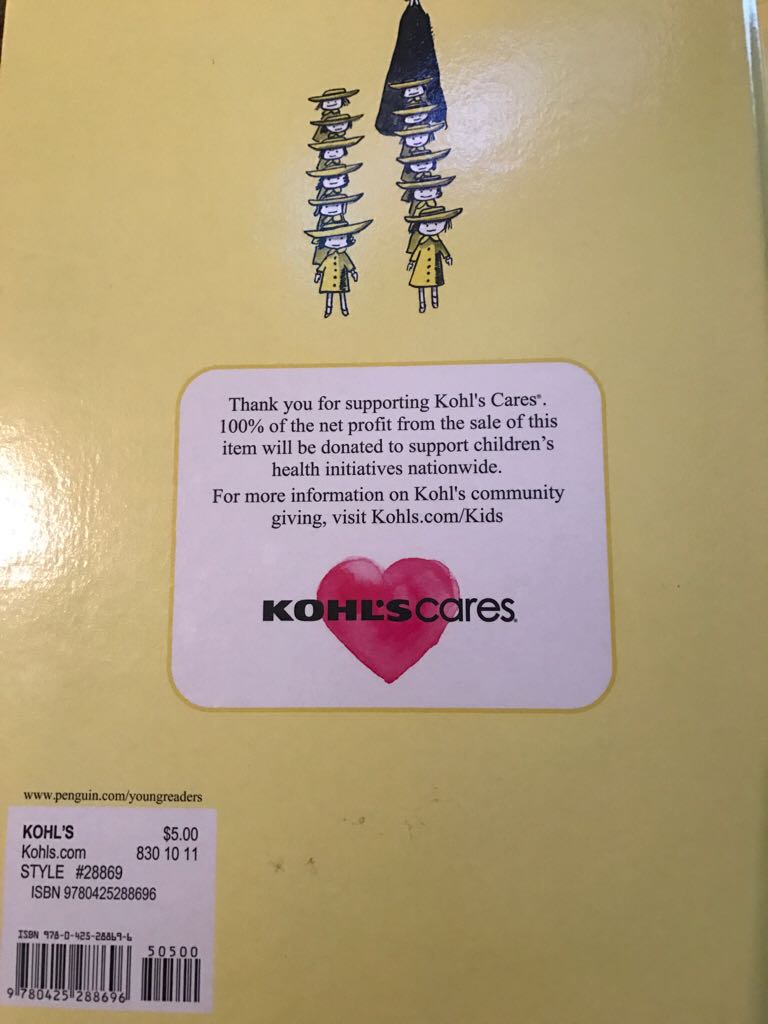 Thank you for supporting Kohl's Cares®.
100% of the net profit from the sale of this
item will be donated to support children's
health initiatives nationwide.
For more information on Kohl's community
giving, visit Kohls.com/Kids
KOHL'S cares®
www.penguin.com/youngreaders
KOHL'S $5.00
Kohls.com 830 10 11
STYLE #28869
ISBN 9780425288696
ISBN 978-0-425-28869-6
50500
9 780425 288696